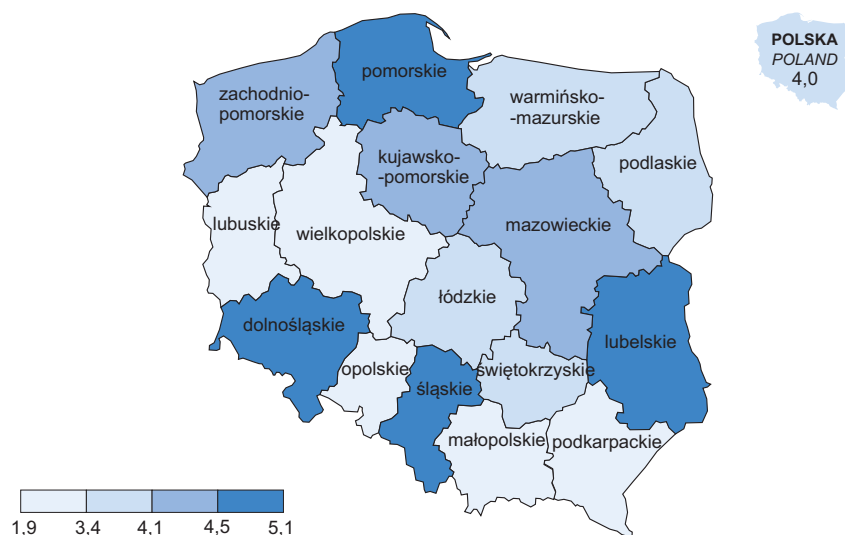 POLSKA
POLAND
4,0
pomorskie
zachodnio-
pomorskie
warmińsko-
-mazurskie
kujawsko-
-pomorskie
podlaskie
lubuskie
wielkopolskie
mazowieckie
łódzkie
dolnośląskie
lubelskie
opolskie
śląskie
świętokrzyskie
małopolskie
podkarpackie
1,9
3,4
4,1
4,5
5,1